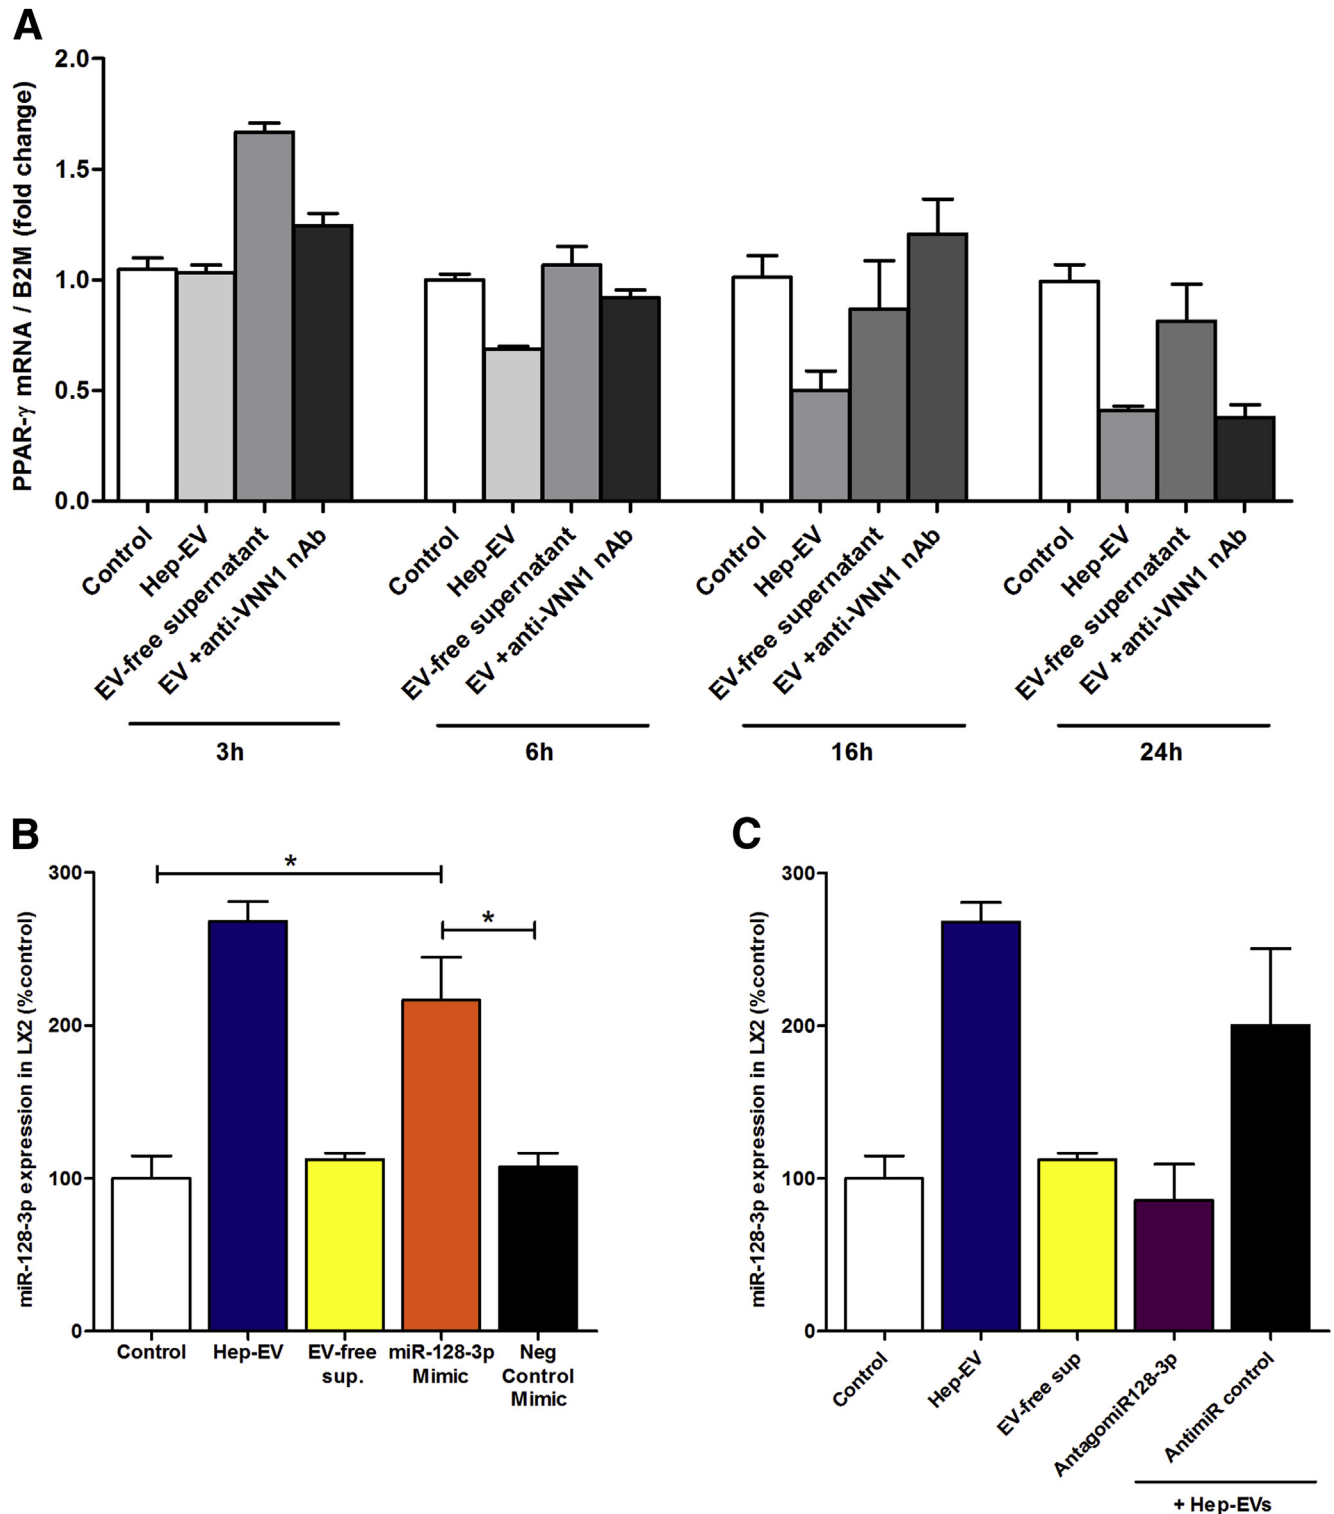 A
PPAR-γ mRNA / B2M (fold change)
2.0
1.5
1.0
0.5
0.0
Control
Hep-EV
EV-free supernatant
EV +anti-VNN1 nAb
Control
Hep-EV
EV-free supernatant
EV +anti-VNN1 nAb
Control
Hep-EV
EV-free supernatant
EV +anti-VNN1 nAb
Control
Hep-EV
EV-free supernatant
EV +anti-VNN1 nAb
3h
6h
16h
24h
B
miR-128-3p expression in LX2 (%control)
300
200
100
0
*
*
Control
Hep-EV
EV-free
sup.
miR-128-3p
Mimic
Neg
Control
Mimic
C
miR-128-3p expression in LX2 (%control)
300
200
100
0
Control
Hep-EV
EV-free sup
AntagomiR128-3p
AntimiR control
+ Hep-EVs